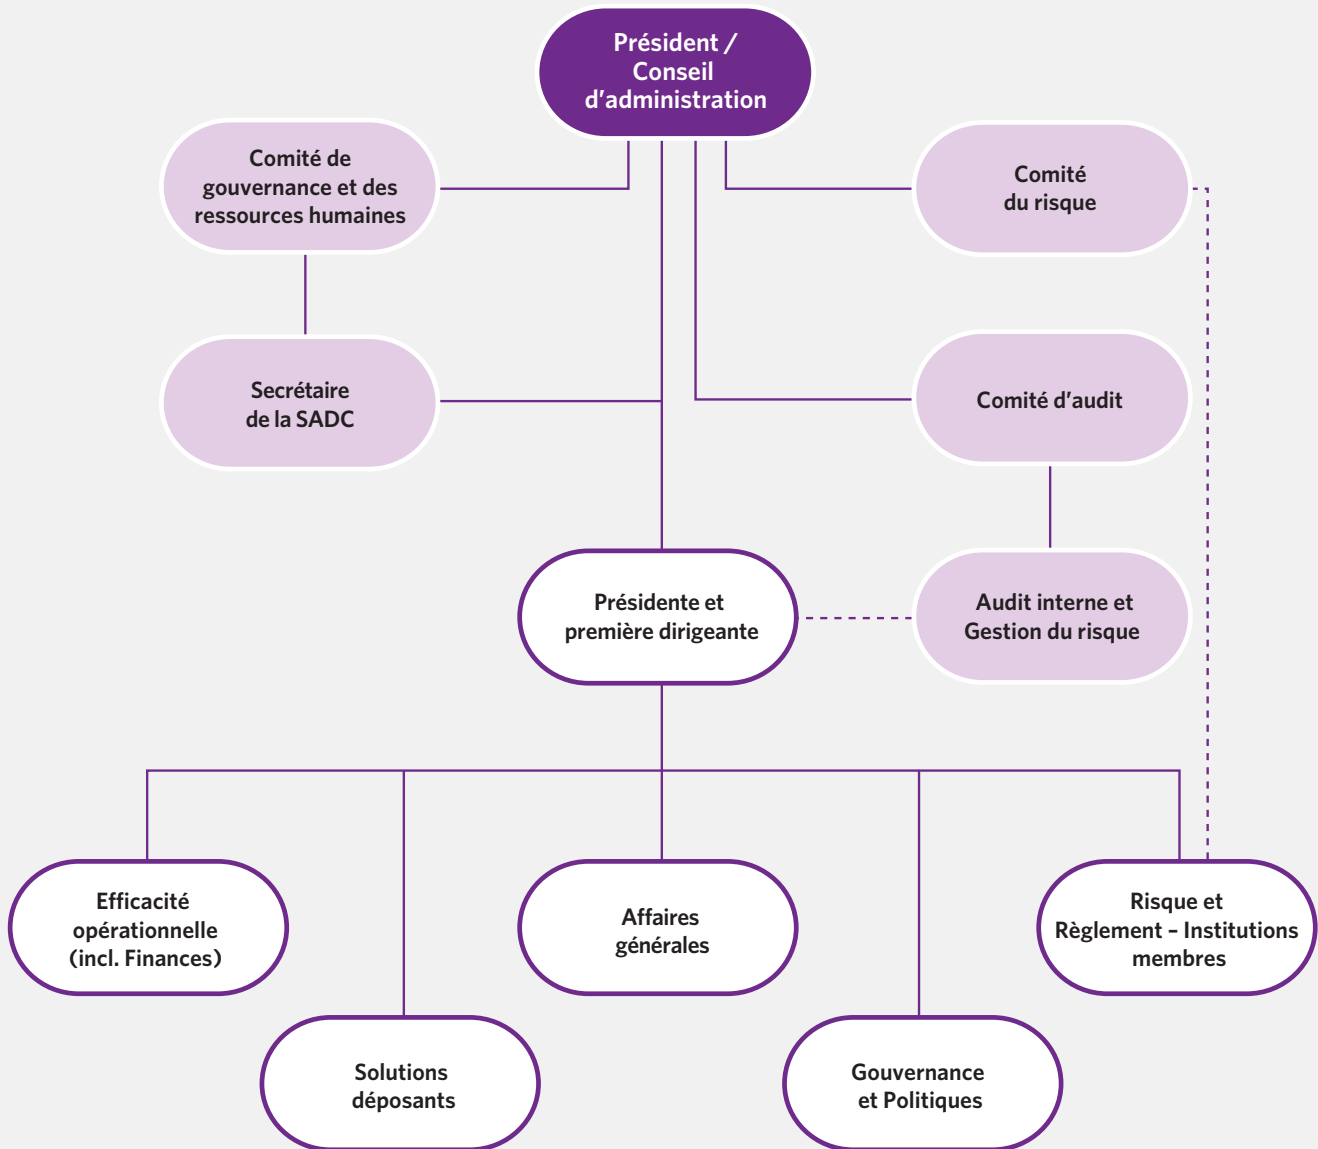 Président /
Conseil
d'administration
Comité de
gouvernance et des
ressources humaines
Comité
du risque
Secrétaire
de la SADC
Comité d'audit
Présidente et
première dirigeante
Audit interne et
Gestion du risque
Efficacité
opérationnelle
(incl. Finances)
Affaires
générales
Risque et
Règlement – Institutions
membres
Solutions
déposants
Gouvernance
et Politiques